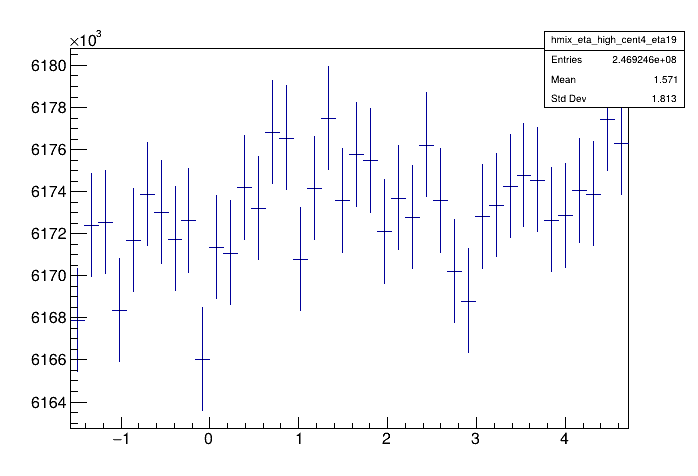 ×10³
hmix_eta_high_cent4_eta19
Entries 2.469246e+08
Mean 1.571
Std Dev 1.813
6180
6178
6176
6174
6172
6170
6168
6166
6164
−1 0 1 2 3 4